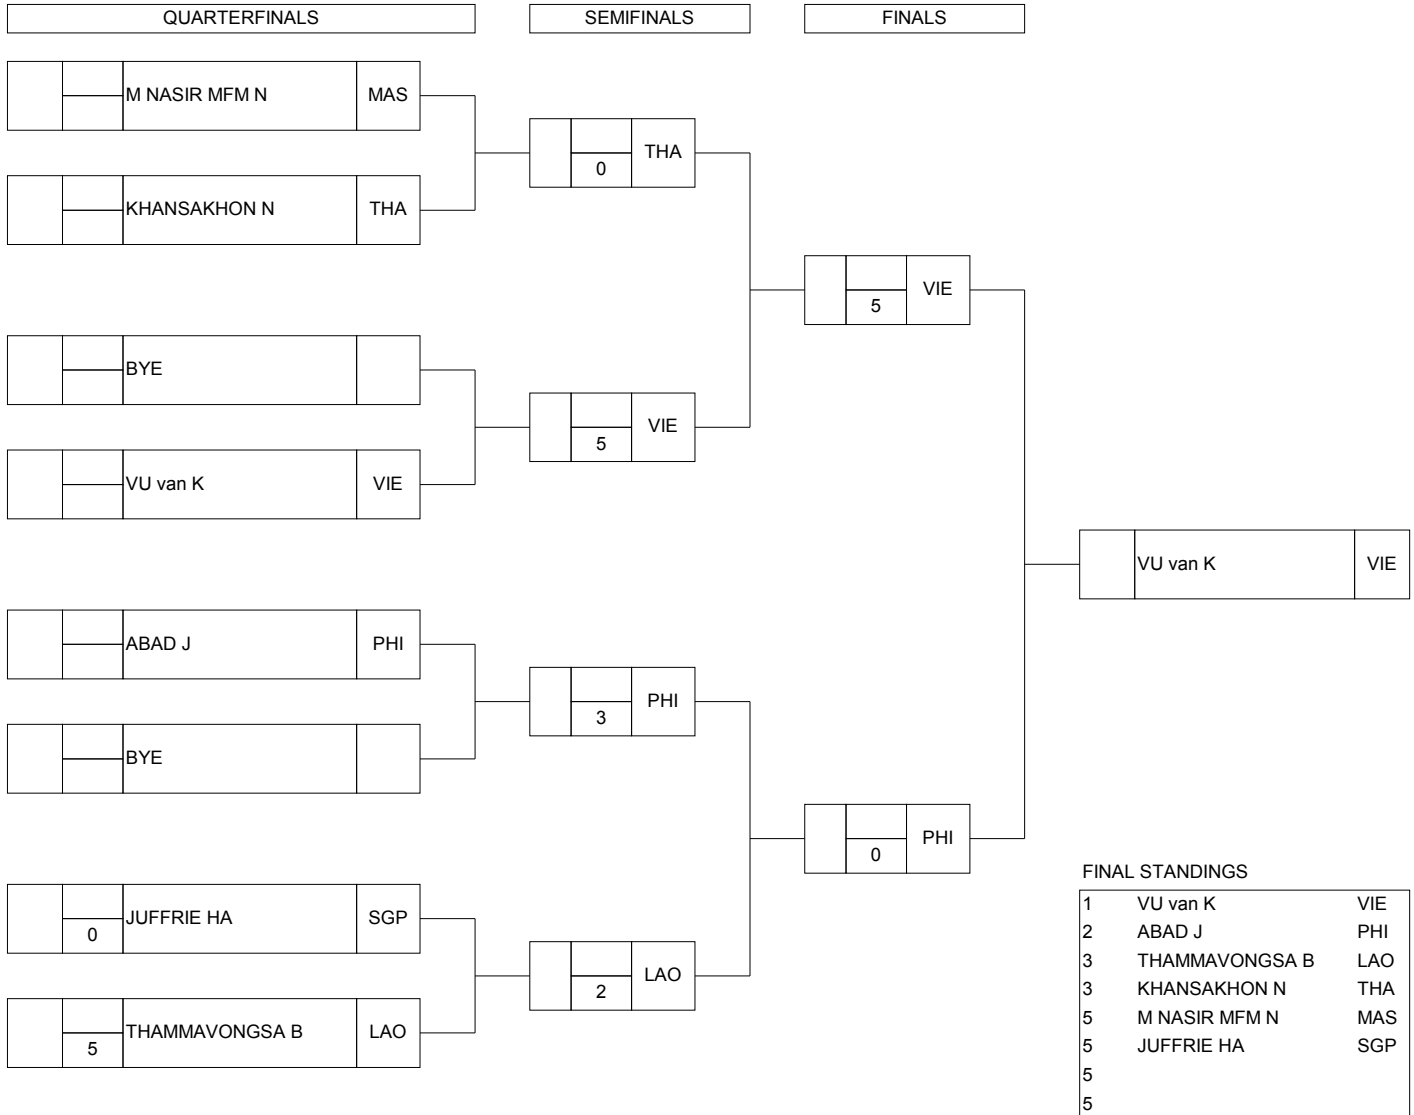 QUARTERFINALS SEMIFINALS FINALS
M NASIR MFM N MAS
THA
0
KHANSAKHON N THA
VIE
5
BYE
VIE
5
VU van K VIE
VU van K VIE
ABAD J PHI
PHI
3
BYE
PHI
0
JUFFRIE HA SGP
0
LAO
2
THAMMAVONGSA B LAO
5
FINAL STANDINGS
1 VU van K VIE
2 ABAD J PHI
3 THAMMAVONGSA B LAO
3 KHANSAKHON N THA
5 M NASIR MFM N MAS
5 JUFFRIE HA SGP
5
5